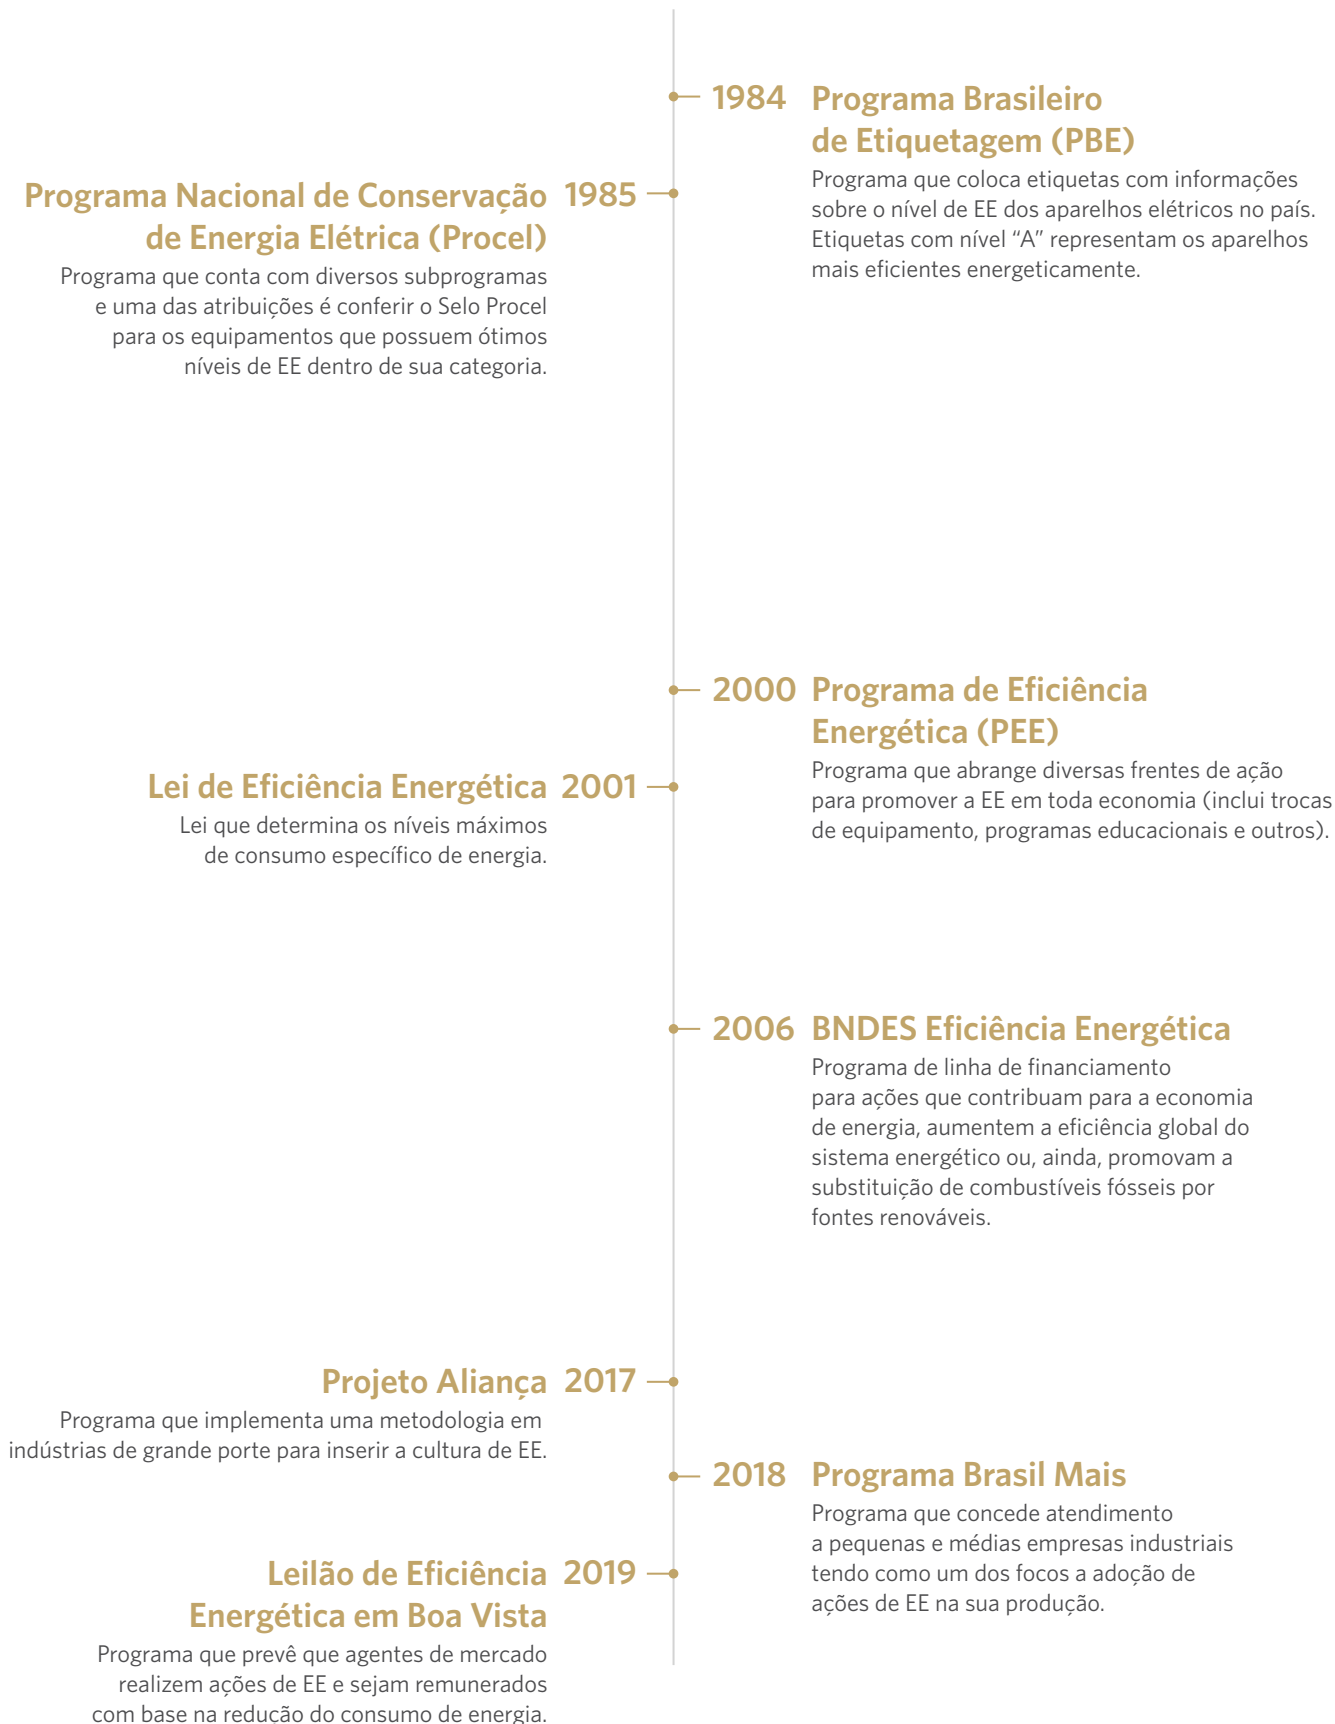 1984 Programa Brasileiro
de Etiquetagem (PBE)
Programa que coloca etiquetas com informações
sobre o nível de EE dos aparelhos elétricos no país.
Etiquetas com nível “A” representam os aparelhos
mais eficientes energeticamente.
Programa Nacional de Conservação 1985
de Energia Elétrica (Procel)
Programa que conta com diversos subprogramas
e uma das atribuições é conferir o Selo Procel
para os equipamentos que possuem ótimos
níveis de EE dentro de sua categoria.
2000 Programa de Eficiência
Energética (PEE)
Programa que abrange diversas frentes de ação
para promover a EE em toda economia (inclui trocas
de equipamento, programas educacionais e outros).
Lei de Eficiência Energética 2001
Lei que determina os níveis máximos
de consumo específico de energia.
2006 BNDES Eficiência Energética
Programa de linha de financiamento
para ações que contribuam para a economia
de energia, aumentem a eficiência global do
sistema energético ou, ainda, promovam a
substituição de combustíveis fósseis por
fontes renováveis.
Projeto Aliança 2017
Programa que implementa uma metodologia em
indústrias de grande porte para inserir a cultura de EE.
2018 Programa Brasil Mais
Programa que concede atendimento
a pequenas e médias empresas industriais
tendo como um dos focos a adoção de
ações de EE na sua produção.
Leilão de Eficiência 2019
Energética em Boa Vista
Programa que prevê que agentes de mercado
realizem ações de EE e sejam remunerados
com base na redução do consumo de energia.